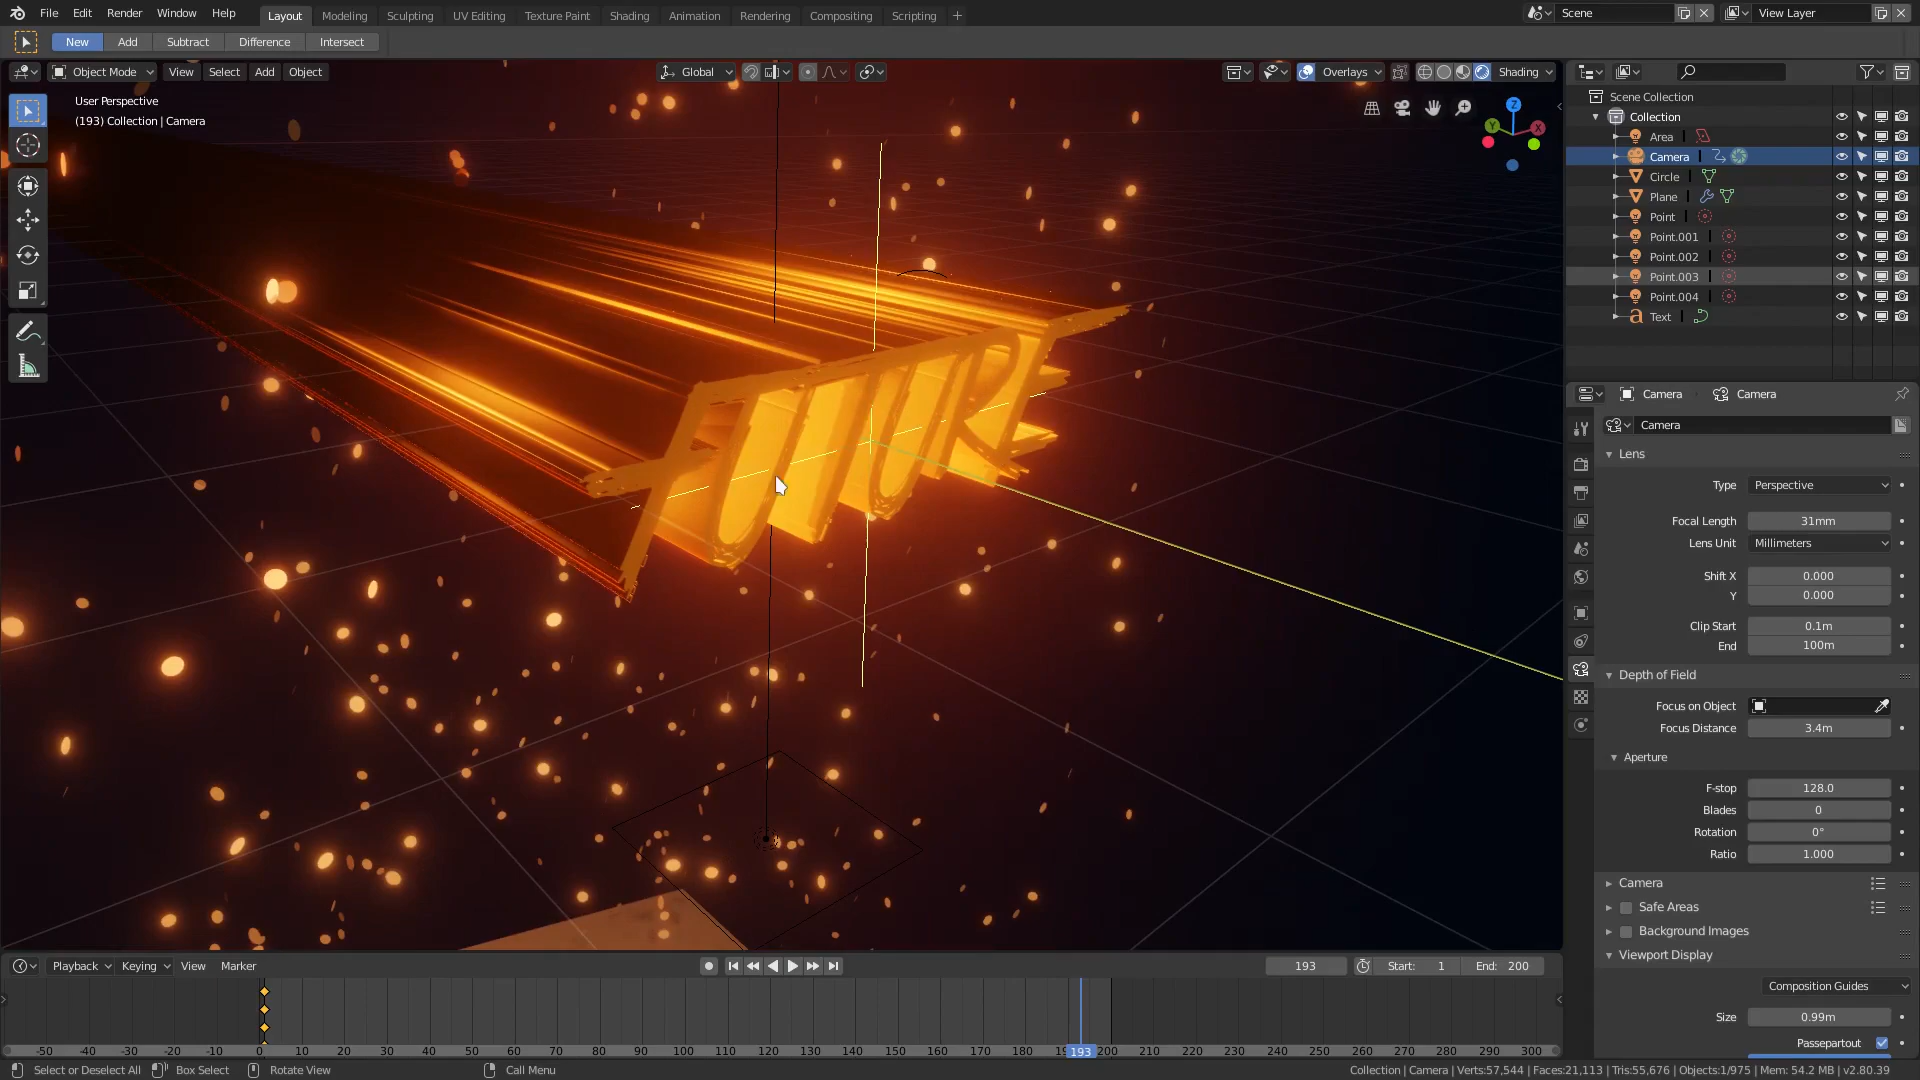 File Edit Render Window Help Layout Modeling Sculpting UV Editing Texture Paint Shading Animation Rendering Compositing Scripting + Scene View Layer
New Add Subtract Difference Intersect
Object Mode View Select Add Object Global Overlays Shading
User Perspective
(193) Collection | Camera
Z
Y
X
FUTURE
Scene Collection
Collection
Area
Camera
Circle
Plane
Point
Point.001
Point.002
Point.003
Point.004
Text
Camera Camera
Camera
Lens
Type Perspective
Focal Length 31mm
Lens Unit Millimeters
Shift X 0.000
Y 0.000
Clip Start 0.1m
End 100m
Depth of Field
Focus on Object
Focus Distance 3.4m
Aperture
F-stop 128.0
Blades 0
Rotation 0°
Ratio 1.000
Camera
Safe Areas
Background Images
Viewport Display
Composition Guides
Size 0.99m
Passepartout
Playback Keying View Marker 193 Start: 1 End: 200
-50 -40 -30 -20 -10 0 10 20 30 40 50 60 70 80 90 100 110 120 130 140 150 160 170 180 193 200 210 220 230 240 250 260 270 280 290 300
Select or Deselect All Box Select Rotate View Call Menu Collection | Camera | Verts:57,544 | Faces:21,113 | Tris:55,676 | Objects:1/975 | Mem: 54.2 MB | v2.80.39